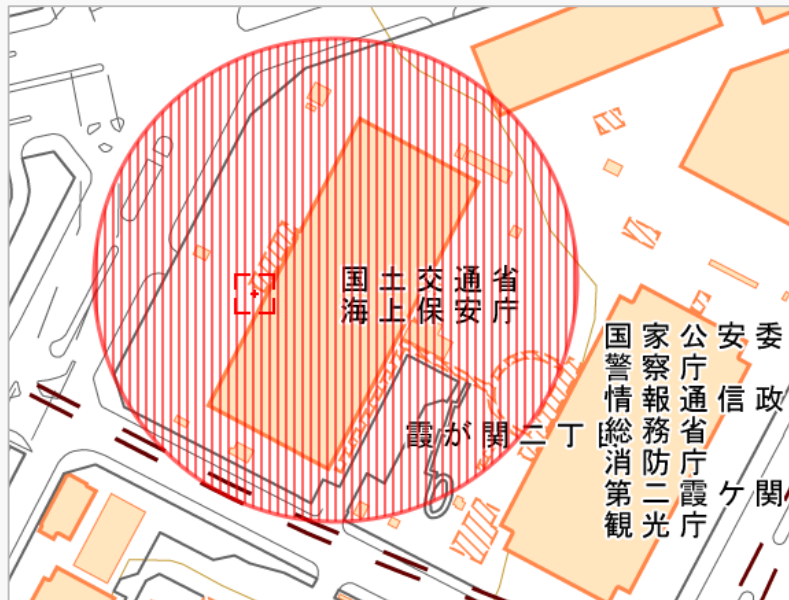 国土交通省
海上保安庁
国家公安委
警察庁
情報通信政
霞が関二丁
総務省
消防庁
第二霞ケ関
観光庁